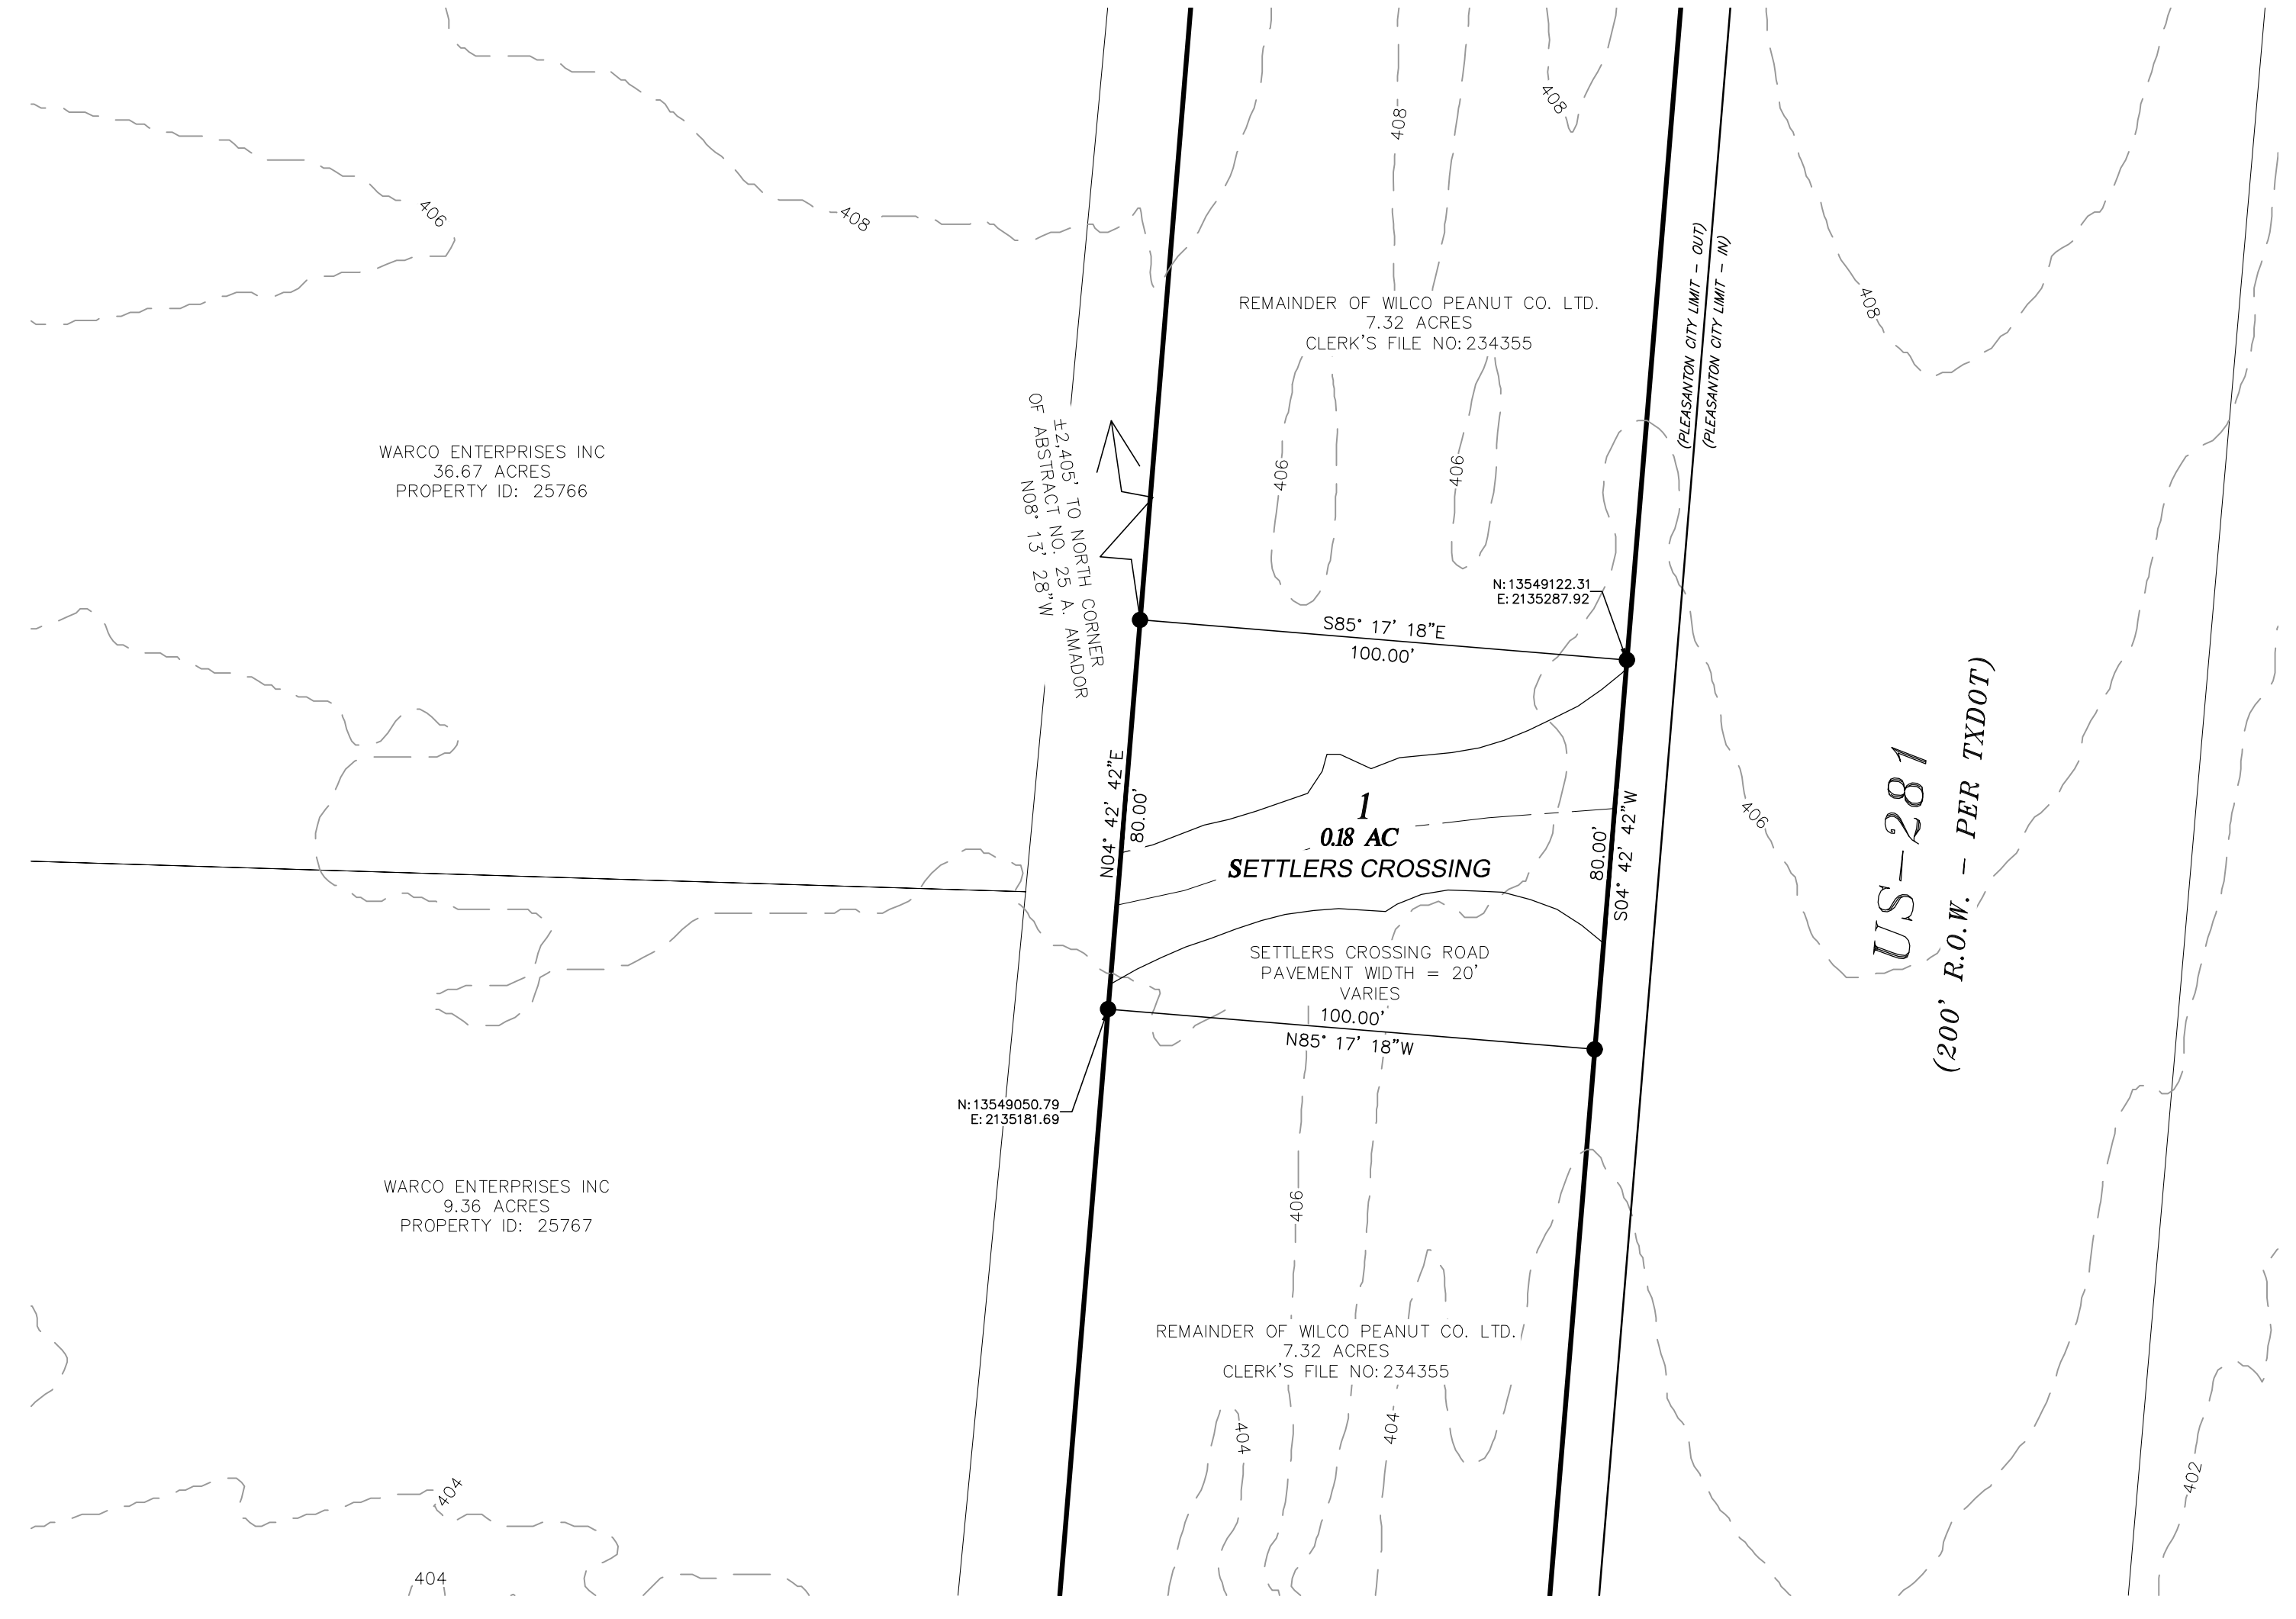 408
408
406
408
(PLEASANTON CITY LIMIT - OUT)
(PLEASANTON CITY LIMIT - IN)
408
REMAINDER OF WILCO PEANUT CO. LTD.
7.32 ACRES
CLERK'S FILE NO: 234355
WARCO ENTERPRISES INC
36.67 ACRES
PROPERTY ID: 25766
±2,405' TO NORTH CORNER
OF ABSTRACT NO. 25 A. AMADOR
N08° 13' 28"W
406
406
N: 13549122.31
E: 2135287.92
S85° 17' 18"E
100.00'
N04° 42' 42"E
80.00'
1
0.18 AC
SETTLERS CROSSING
80.00'
S04° 42' 42"W
406
US-281
(200' R.O.W. - PER TXDOT)
SETTLERS CROSSING ROAD
PAVEMENT WIDTH = 20'
VARIES
100.00'
N85° 17' 18"W
N: 13549050.79
E: 2135181.69
WARCO ENTERPRISES INC
9.36 ACRES
PROPERTY ID: 25767
406
REMAINDER OF WILCO PEANUT CO. LTD.
7.32 ACRES
CLERK'S FILE NO: 234355
404
404
404
402
404